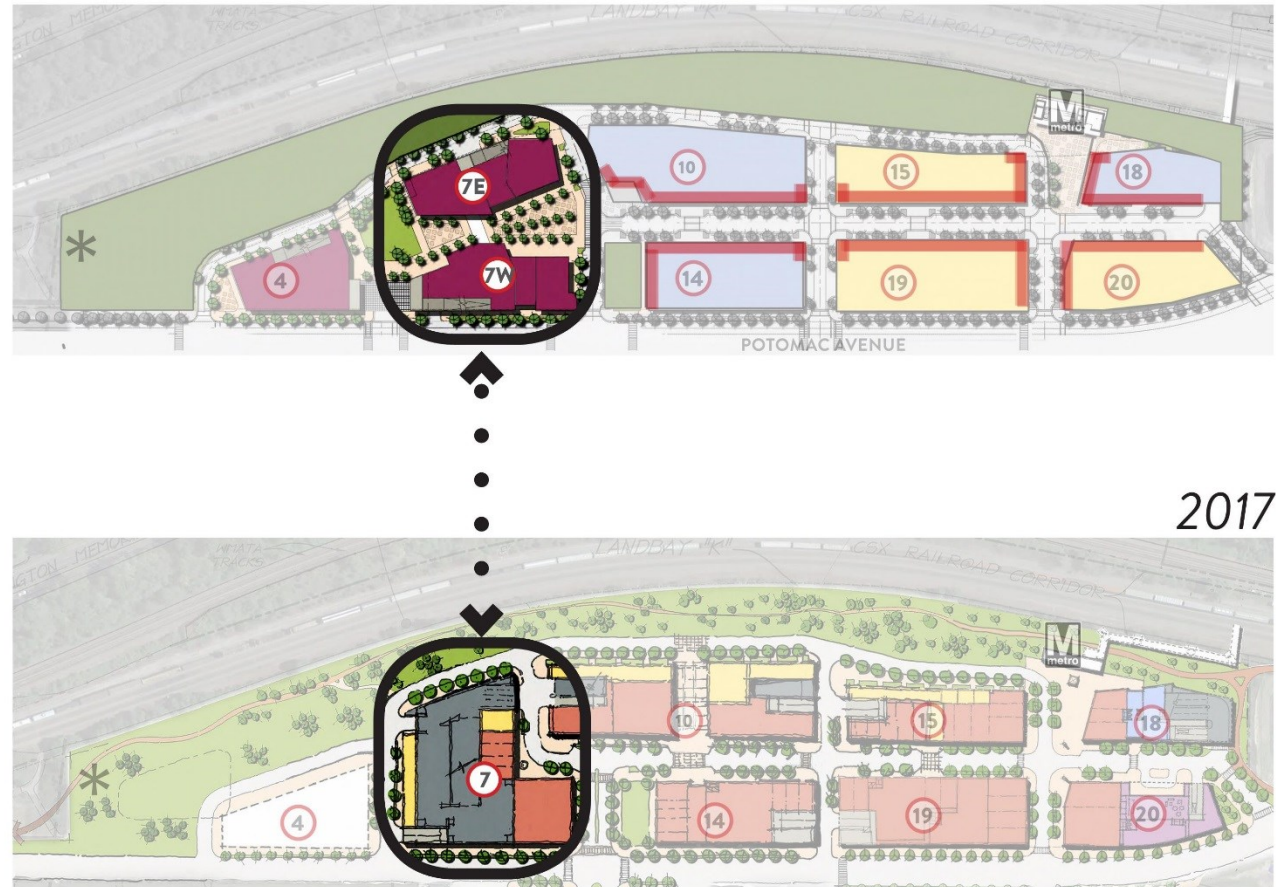 LANDBAY "K"
CSX RAILROAD CORRIDOR
M
metro
7E
10
15
18
*
4
7W
14
19
20
POTOMAC AVENUE
2017
LANDBAY "K"
CSX RAILROAD CORRIDOR
M
metro
10
15
18
*
7
4
14
19
20